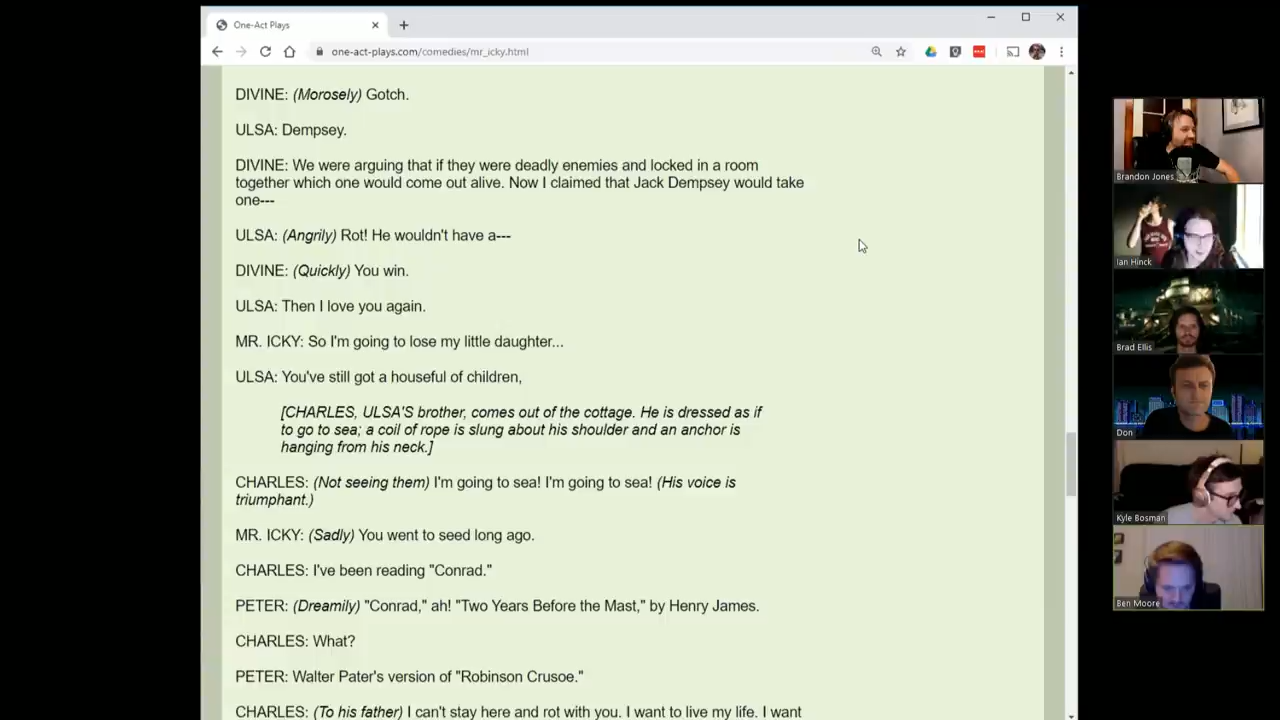 One-Act Plays
one-act-plays.com/comedies/mr_icky.html
DIVINE: (Morosely) Gotch.
ULSA: Dempsey.
DIVINE: We were arguing that if they were deadly enemies and locked in a room
together which one would come out alive. Now I claimed that Jack Dempsey would take
one---
ULSA: (Angrily) Rot! He wouldn't have a---
DIVINE: (Quickly) You win.
ULSA: Then I love you again.
MR. ICKY: So I'm going to lose my little daughter...
ULSA: You've still got a houseful of children,
[CHARLES, ULSA'S brother, comes out of the cottage. He is dressed as if
to go to sea; a coil of rope is slung about his shoulder and an anchor is
hanging from his neck.]
CHARLES: (Not seeing them) I'm going to sea! I'm going to sea! (His voice is
triumphant.)
MR. ICKY: (Sadly) You went to seed long ago.
CHARLES: I've been reading "Conrad."
PETER: (Dreamily) "Conrad," ah! "Two Years Before the Mast," by Henry James.
CHARLES: What?
PETER: Walter Pater's version of "Robinson Crusoe."
CHARLES: (To his father) I can't stay here and rot with you. I want to live my life. I want
Brandon Jones
Ian Hinck
Brad Ellis
Don
Kyle Bosman
Ben Moore